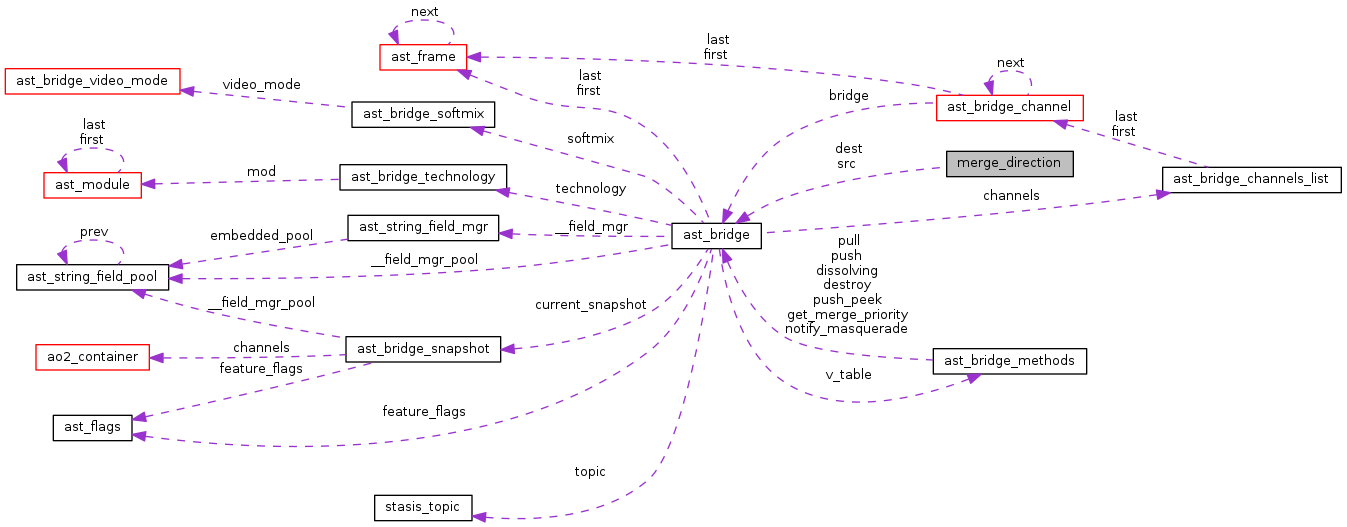 next
last
first
ast_frame
next
ast_bridge_video_mode
video_mode
last
first
bridge
ast_bridge_channel
ast_bridge_softmix
last
first
last
first
softmix
dest
src
merge_direction
ast_module
mod
ast_bridge_technology
technology
ast_bridge_channels_list
channels
prev
embedded_pool
ast_string_field_mgr
__field_mgr
ast_bridge
ast_string_field_pool
__field_mgr_pool
pull
push
dissolving
destroy
push_peek
get_merge_priority
notify_masquerade
__field_mgr_pool
current_snapshot
ao2_container
channels
ast_bridge_snapshot
ast_bridge_methods
feature_flags
v_table
ast_flags
feature_flags
topic
stasis_topic